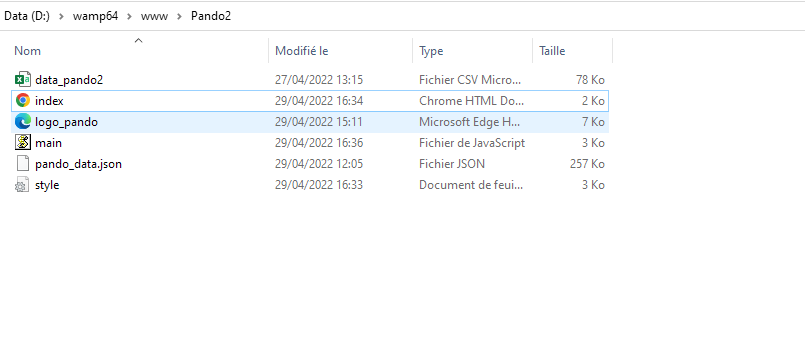 Data (D:) > wamp64 > www > Pando2
Nom Modifié le Type Taille
data_pando2 27/04/2022 13:15 Fichier CSV Micro... 78 Ko
index 29/04/2022 16:34 Chrome HTML Do... 2 Ko
logo_pando 29/04/2022 15:11 Microsoft Edge H... 7 Ko
main 29/04/2022 16:36 Fichier de JavaScript 3 Ko
pando_data.json 29/04/2022 12:05 Fichier JSON 257 Ko
style 29/04/2022 16:33 Document de feui... 3 Ko